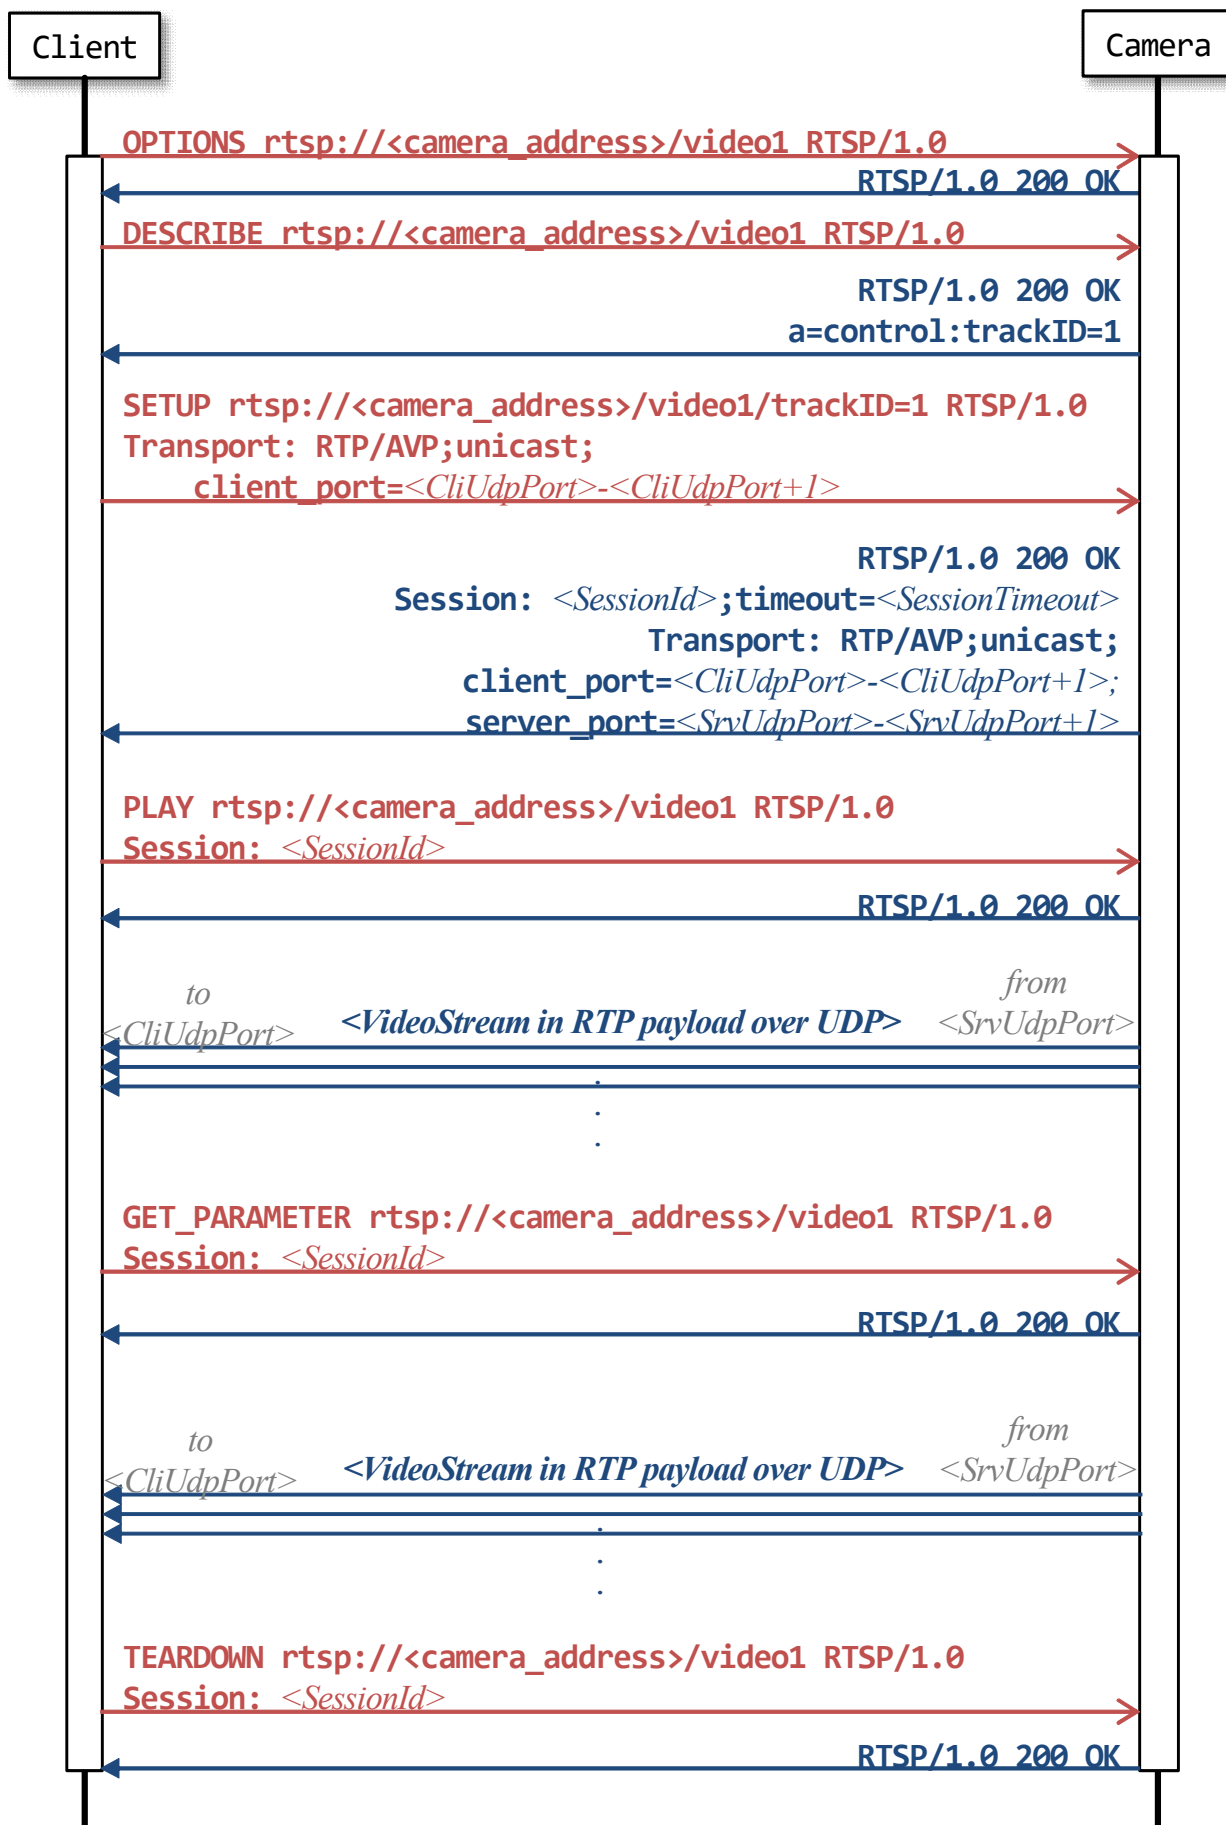 Client
Camera
OPTIONS rtsp://<camera_address>/video1 RTSP/1.0
RTSP/1.0 200 OK
DESCRIBE rtsp://<camera_address>/video1 RTSP/1.0
RTSP/1.0 200 OK
a=control:trackID=1
SETUP rtsp://<camera_address>/video1/trackID=1 RTSP/1.0
Transport: RTP/AVP;unicast;
client_port=<CliUdpPort>-<CliUdpPort+1>
RTSP/1.0 200 OK
Session: <SessionId>;timeout=<SessionTimeout>
Transport: RTP/AVP;unicast;
client_port=<CliUdpPort>-<CliUdpPort+1>;
server_port=<SrvUdpPort>-<SrvUdpPort+1>
PLAY rtsp://<camera_address>/video1 RTSP/1.0
Session: <SessionId>
RTSP/1.0 200 OK
to
<CliUdpPort>
<VideoStream in RTP payload over UDP>
from
<SrvUdpPort>
.
.
.
GET_PARAMETER rtsp://<camera_address>/video1 RTSP/1.0
Session: <SessionId>
RTSP/1.0 200 OK
to
<CliUdpPort>
<VideoStream in RTP payload over UDP>
from
<SrvUdpPort>
.
.
.
TEARDOWN rtsp://<camera_address>/video1 RTSP/1.0
Session: <SessionId>
RTSP/1.0 200 OK